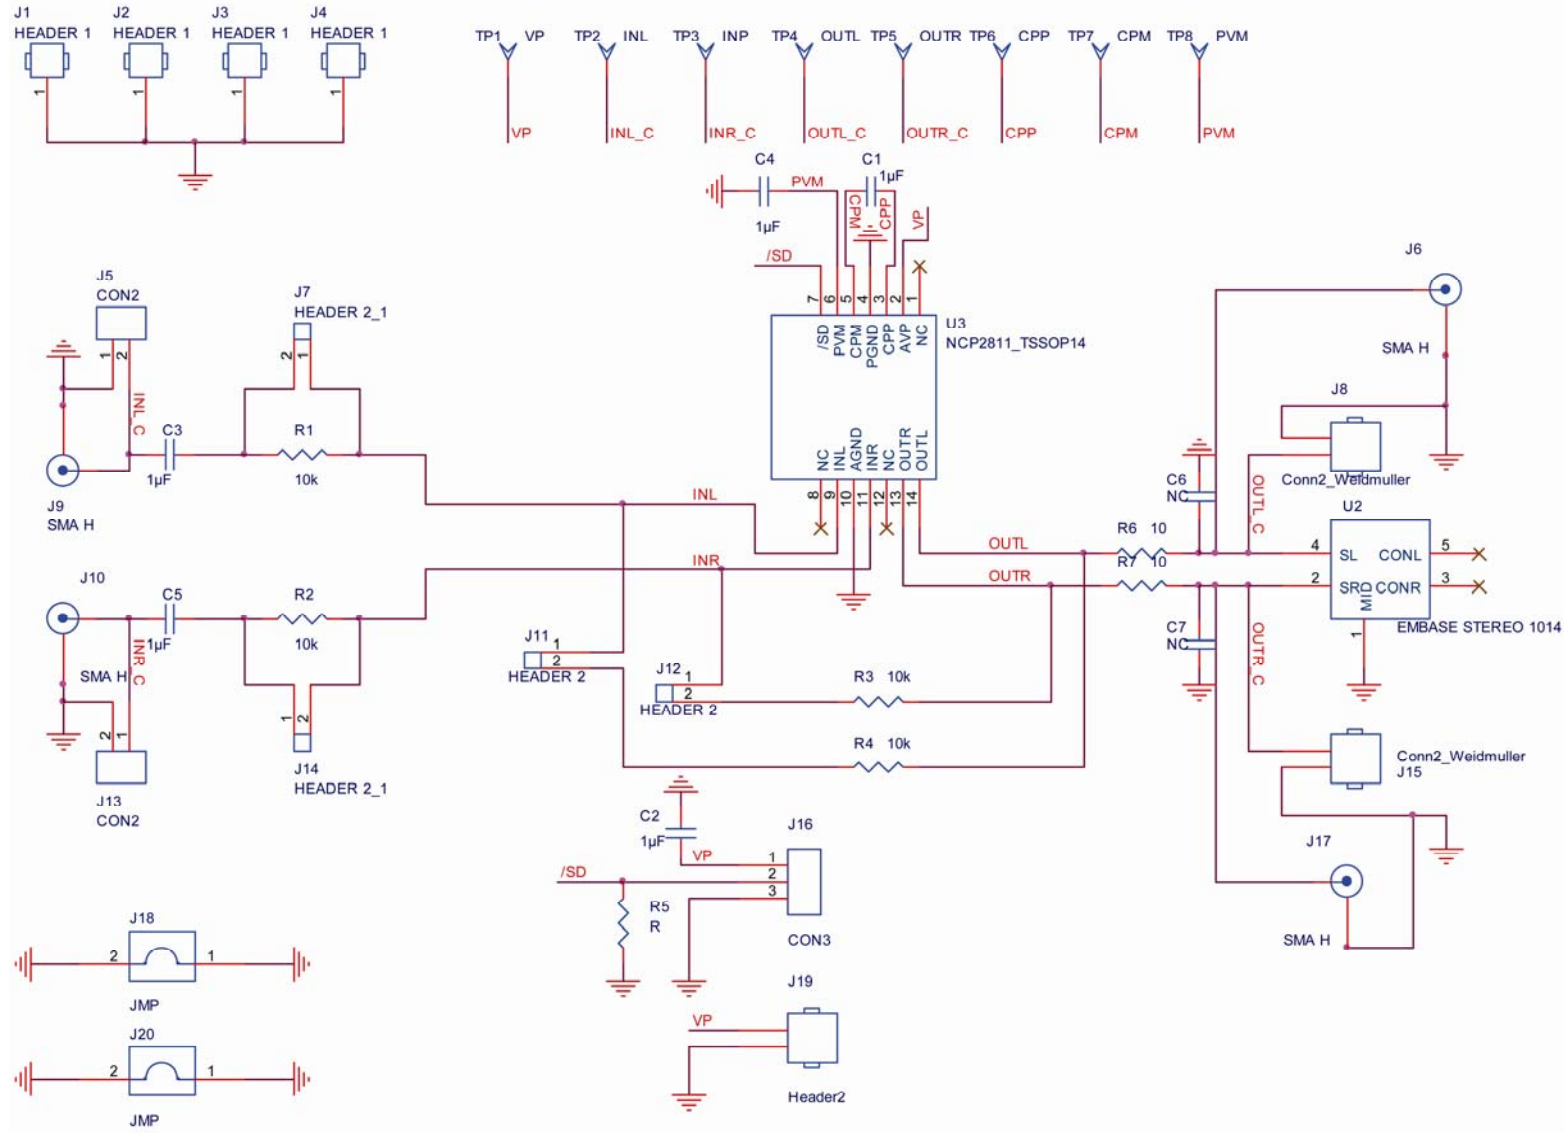 J1
HEADER 1
J2
HEADER 1
J3
HEADER 1
J4
HEADER 1
1
1
1
1
TP1 VP
TP2 INL
TP3 INP
TP4 OUTL
TP5 OUTR
TP6 CPP
TP7 CPM
TP8 PVM
VP
INL_C
INR_C
OUTL_C
OUTR_C
CPP
CPM
PVM
C4
PVM
1µF
C1
1µF
CPM
CPP
VP
/SD
7
6
5
4
3
2
1
/SD
PVM
CPM
PGND
CPP
AVP
NC
U3
NCP2811_TSSOP14
NC
INL
AGND
INR
NC
OUTR
OUTL
8
9
10
11
12
13
14
J5
CON2
1
2
INL_C
J7
HEADER 2_1
2
1
C3
1µF
R1
10k
J9
SMA H
INL
INR
J10
SMA H
C5
1µF
INR_C
R2
10k
2
1
J13
CON2
1
2
J14
HEADER 2_1
J11
1
2
HEADER 2
J12
1
2
HEADER 2
R3 10k
R4 10k
OUTL
OUTR
R6 10
R7 10
C6
NC
C7
NC
OUTL_C
OUTR_C
J6
SMA H
J8
Conn2_Weidmuller
U2
4
SL
CONL
5
2
SR
CONR
3
MID
1
EMBASE STEREO 1014
Conn2_Weidmuller
J15
J17
SMA H
C2
1µF
VP
J16
1
2
3
/SD
R5
R
CON3
J18
2
1
JMP
J20
2
1
JMP
J19
VP
Header2